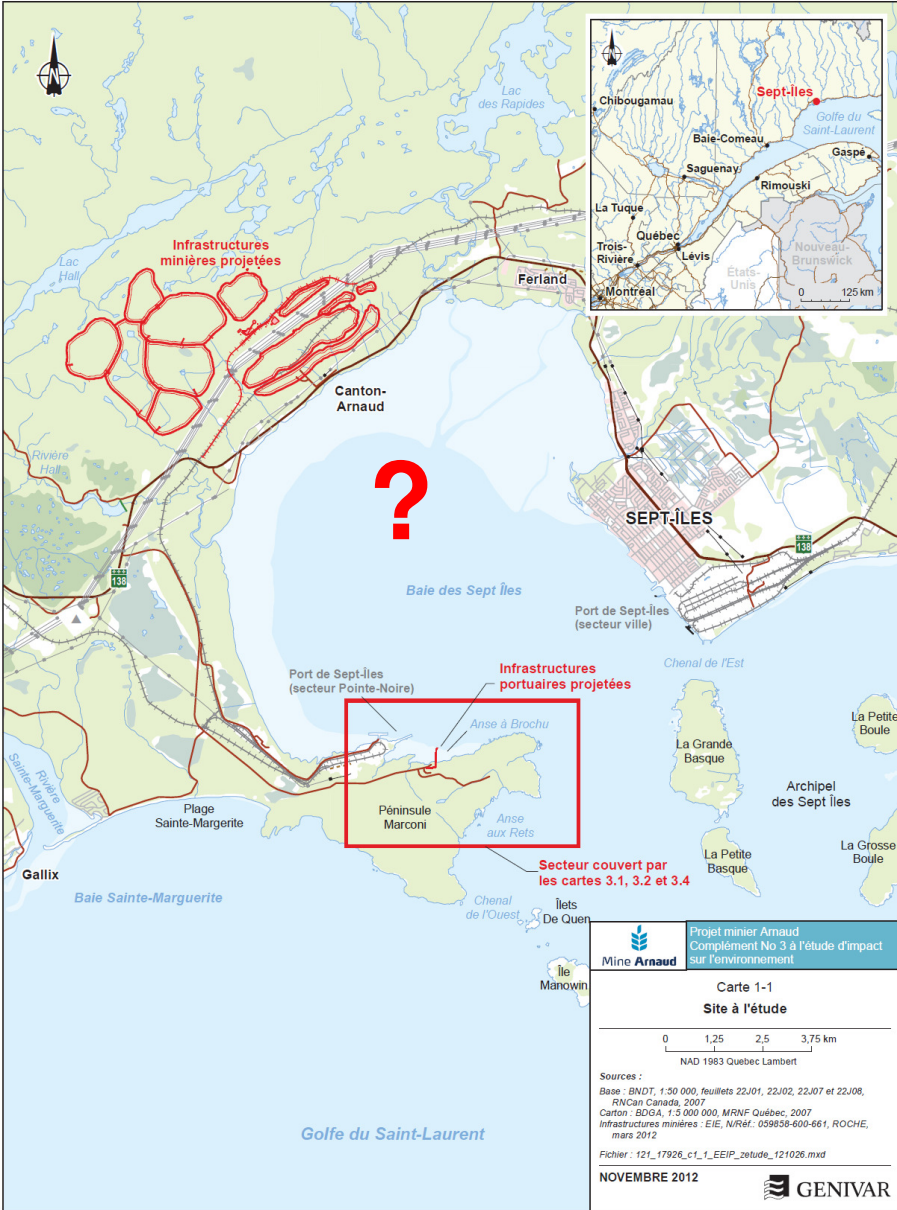 N
Lac
des Rapides
N
Chibougamau
Sept-Îles
Golfe du
Saint-Laurent
Baie-Comeau
Gaspé
Saguenay
Rimouski
La Tuque
Québec
Trois-
Rivière
Lévis
Nouveau-
Brunswick
États-
Unis
Montréal
0 125 km
Infrastructures
minières projetées
Lac
Hall
Ferland
Canton-
Arnaud
Rivière
Hall
?
SEPT-ÎLES
138
138
Baie des Sept Îles
Port de Sept-Îles
(secteur ville)
Chenal de l'Est
Port de Sept-Îles
(secteur Pointe-Noire)
Infrastructures
portuaires projetées
Anse à Brochu
La Petite
Boule
La Grande
Basque
Archipel
des Sept Îles
Rivière
Sainte-Marguerite
Plage
Sainte-Margerite
Péninsule
Marconi
Anse
aux Rets
La Petite
Basque
La Grosse
Boule
Secteur couvert par
les cartes 3.1, 3.2 et 3.4
Gallix
Baie Sainte-Marguerite
Chenal
de l'Ouest
Îlets
De Quen
Île
Manowin
Golfe du Saint-Laurent
Mine Arnaud
Projet minier Arnaud
Complément No 3 à l'étude d'impact
sur l'environnement
Carte 1-1
Site à l'étude
0 1,25 2,5 3,75 km
NAD 1983 Quebec Lambert
Sources :
Base : BNDT, 1:50 000, feuillets 22J01, 22J02, 22J07 et 22J08,
RNCan Canada, 2007
Carton : BDGA, 1:5 000 000, MRNF Québec, 2007
Infrastructures minières : EIE, N/Réf.: 059858-600-661, ROCHE,
mars 2012
Fichier : 121_17926_c1_1_EEIP_zetude_121026.mxd
NOVEMBRE 2012
GENIVAR